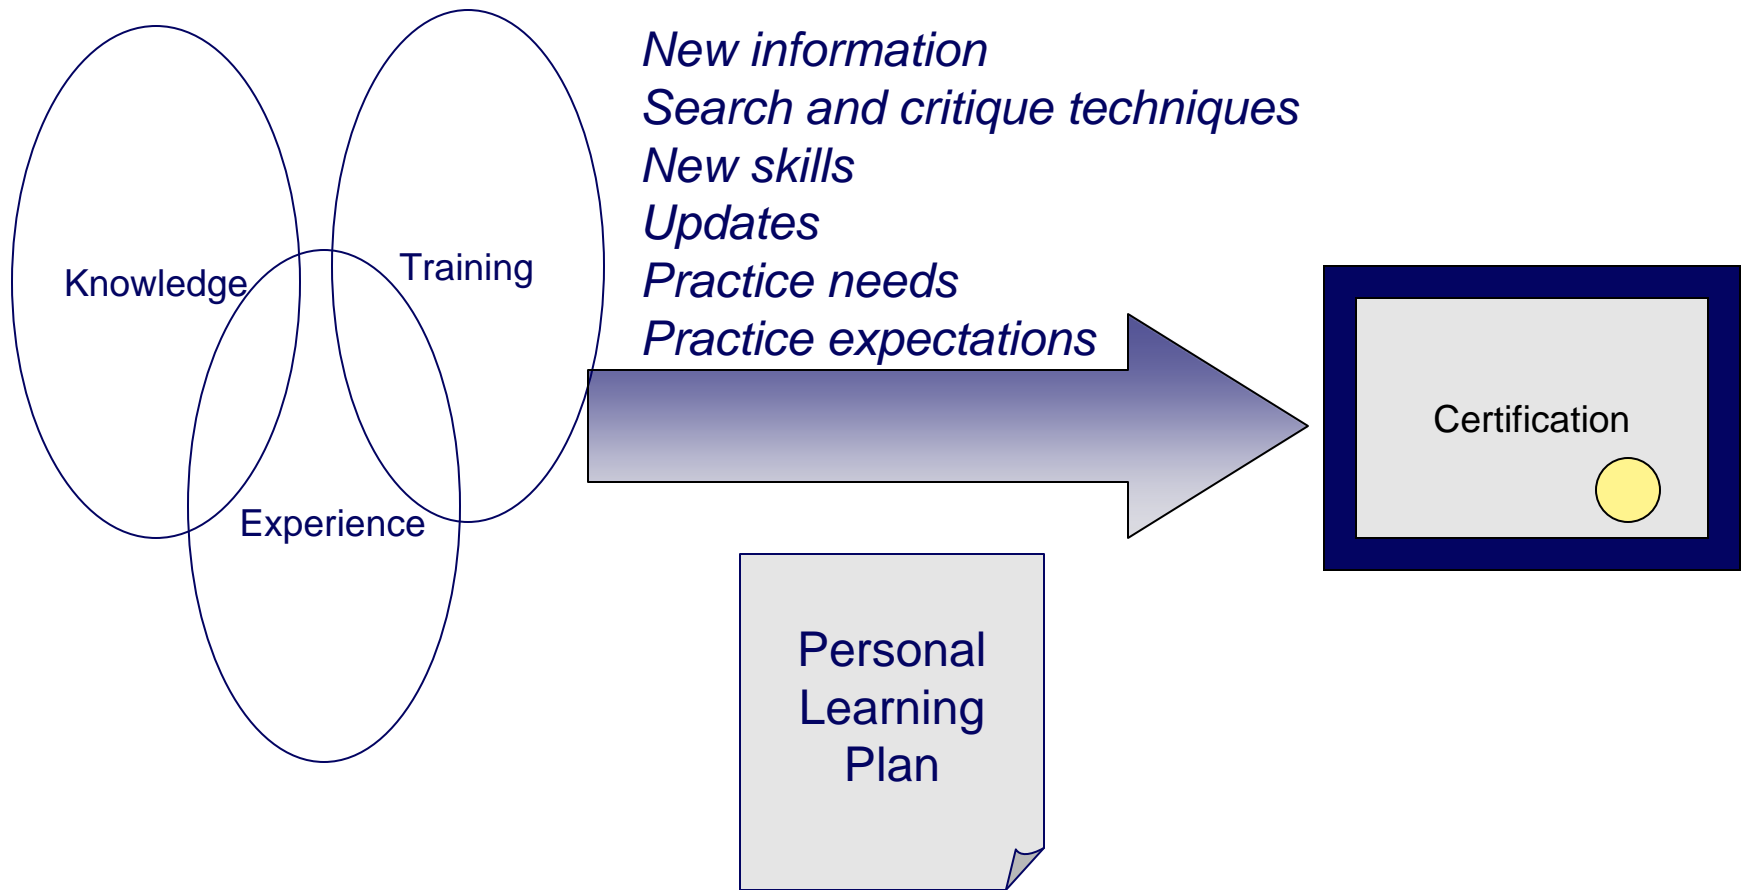 New information
Search and critique techniques
New skills
Updates
Practice needs
Practice expectations
Knowledge
Training
Experience
Certification
Personal
Learning
Plan